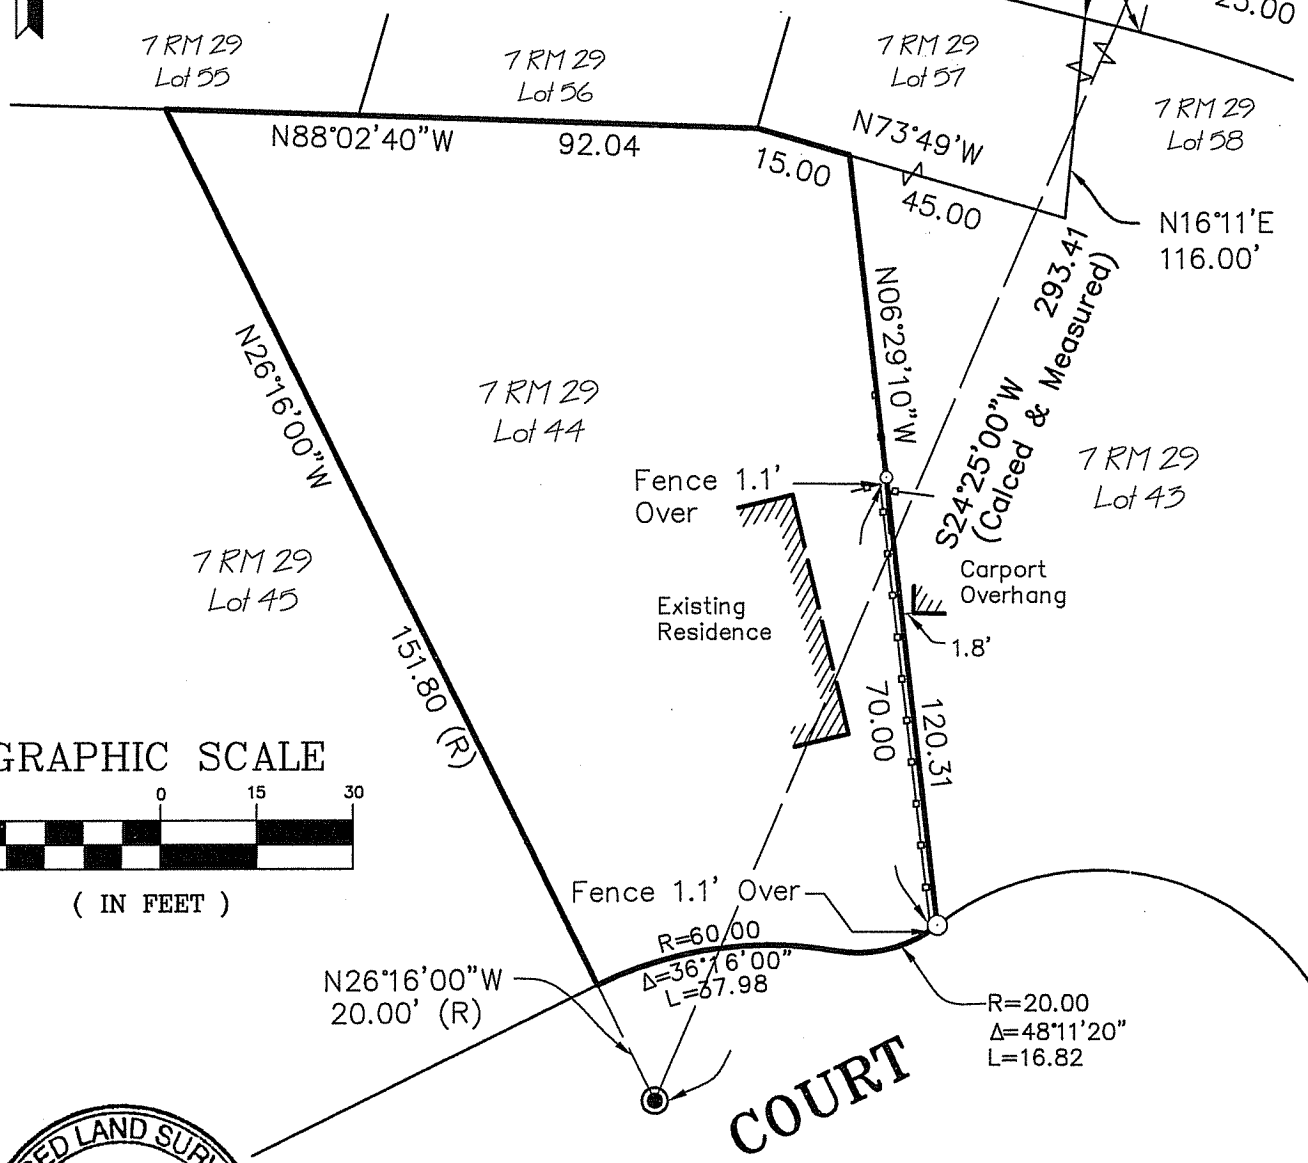 25.00
7 RM 29
Lot 55
7 RM 29
Lot 56
7 RM 29
Lot 57
7 RM 29
Lot 58
N88°02'40"W 92.04
15.00
N73°49'W
45.00
N16°11'E
116.00'
N26°16'00"W
151.80 (R)
7 RM 29
Lot 44
N06°29'10"W
S24°25'00"W 293.41
(Calced & Measured)
7 RM 29
Lot 43
Fence 1.1'
Over
7 RM 29
Lot 45
Existing
Residence
Carport
Overhang
1.8'
70.00
120.31
GRAPHIC SCALE
0 15 30
( IN FEET )
Fence 1.1' Over
R=60.00
Δ=36°16'00"
L=37.98
N26°16'00"W
20.00' (R)
R=20.00
Δ=48°11'20"
L=16.82
COURT
LAND